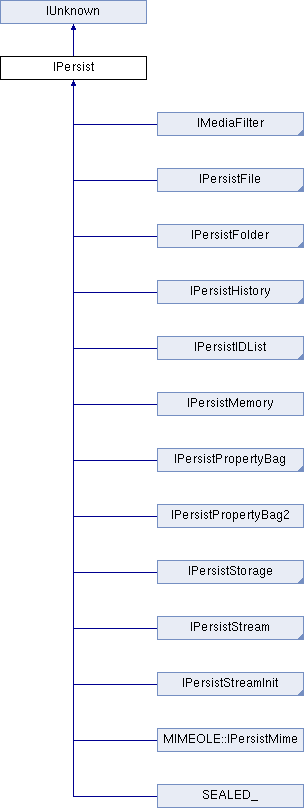 IUnknown
IPersist
IMediaFilter
IPersistFile
IPersistFolder
IPersistHistory
IPersistIDList
IPersistMemory
IPersistPropertyBag
IPersistPropertyBag2
IPersistStorage
IPersistStream
IPersistStreamInit
MIMEOLE::IPersistMime
SEALED_